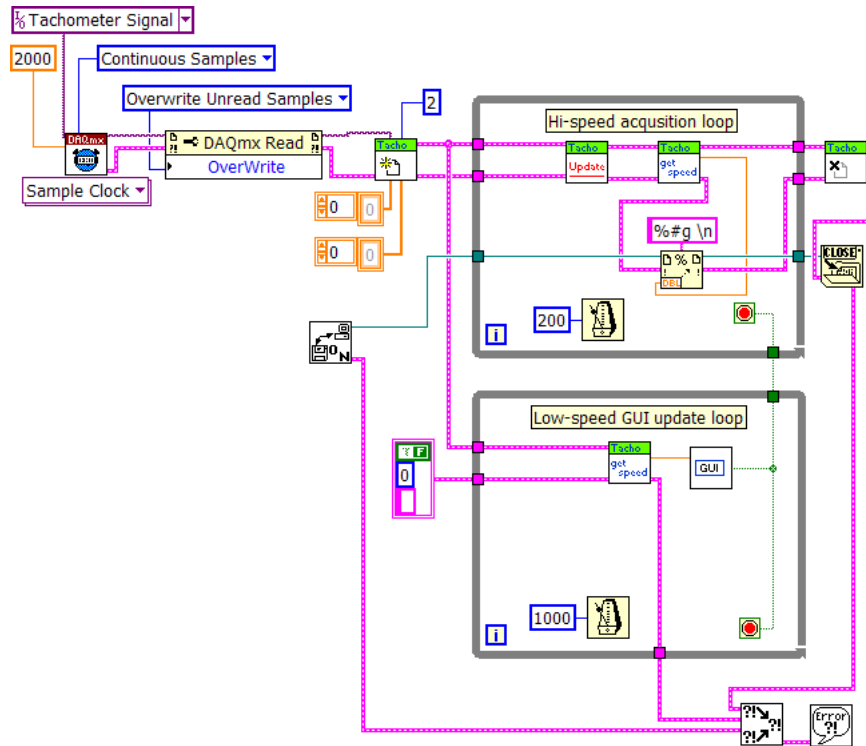 Tachometer Signal
2000
Continuous Samples
Overwrite Unread Samples
2
DAQmx
DAQmx Read
OverWrite
Tacho
Sample Clock
0
0
0
0
Hi-speed acqusition loop
Tacho
Update
Tacho
get
speed
Tacho
%#g \n
%
DBL
CLOSE
200
i
ON
Low-speed GUI update loop
Tacho
get
speed
GUI
F
0
1000
i
?!
?!
?!
Error
?!